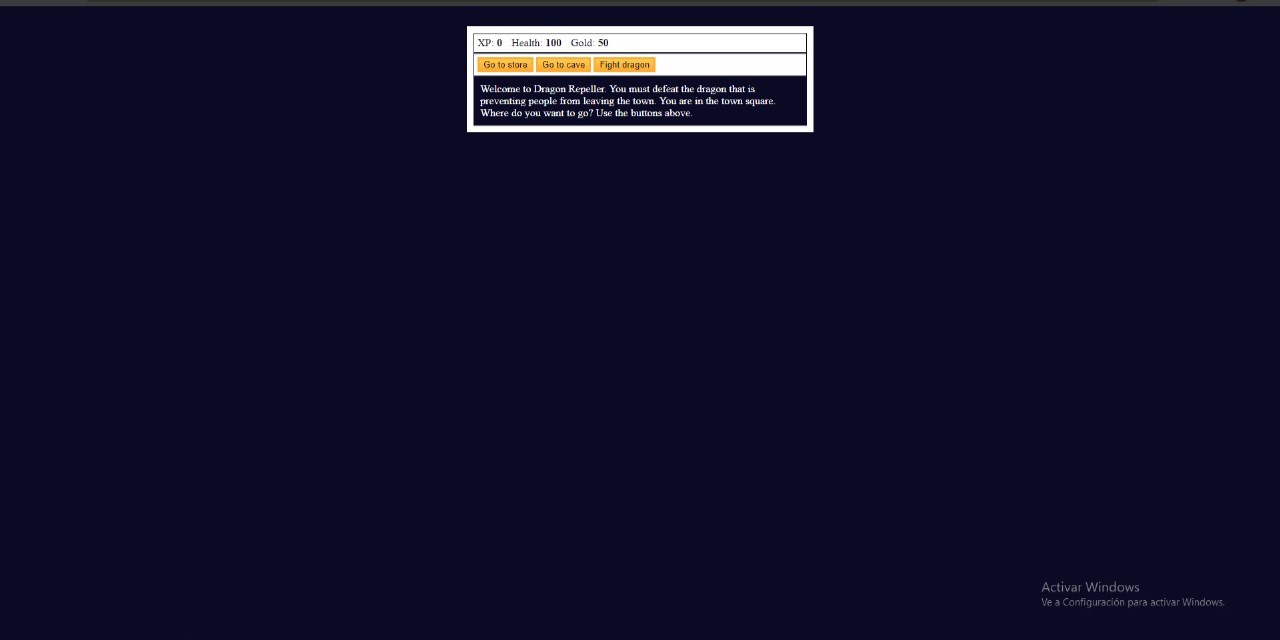 XP: 0 Health: 100 Gold: 50
Go to store Go to cave Fight dragon
Welcome to Dragon Repeller. You must defeat the dragon that is
preventing people from leaving the town. You are in the town square.
Where do you want to go? Use the buttons above.
Activar Windows
Ve a Configuración para activar Windows.